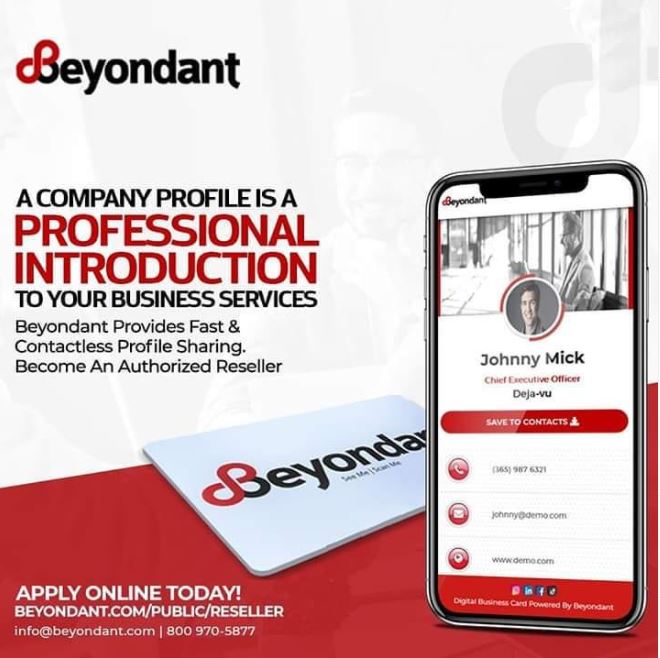 Beyondant
A COMPANY PROFILE IS A
PROFESSIONAL
INTRODUCTION
TO YOUR BUSINESS SERVICES
Beyondant Provides Fast &
Contactless Profile Sharing.
Become An Authorized Reseller
Beyondant
See Me | Scan Me
Beyondant
Johnny Mick
Chief Executive Officer
Deja-vu
SAVE TO CONTACTS
(365) 987 6321
johnny@demo.com
www.demo.com
Digital Business Card Powered By Beyondant
APPLY ONLINE TODAY!
BEYONDANT.COM/PUBLIC/RESELLER
info@beyondant.com | 800 970-5877